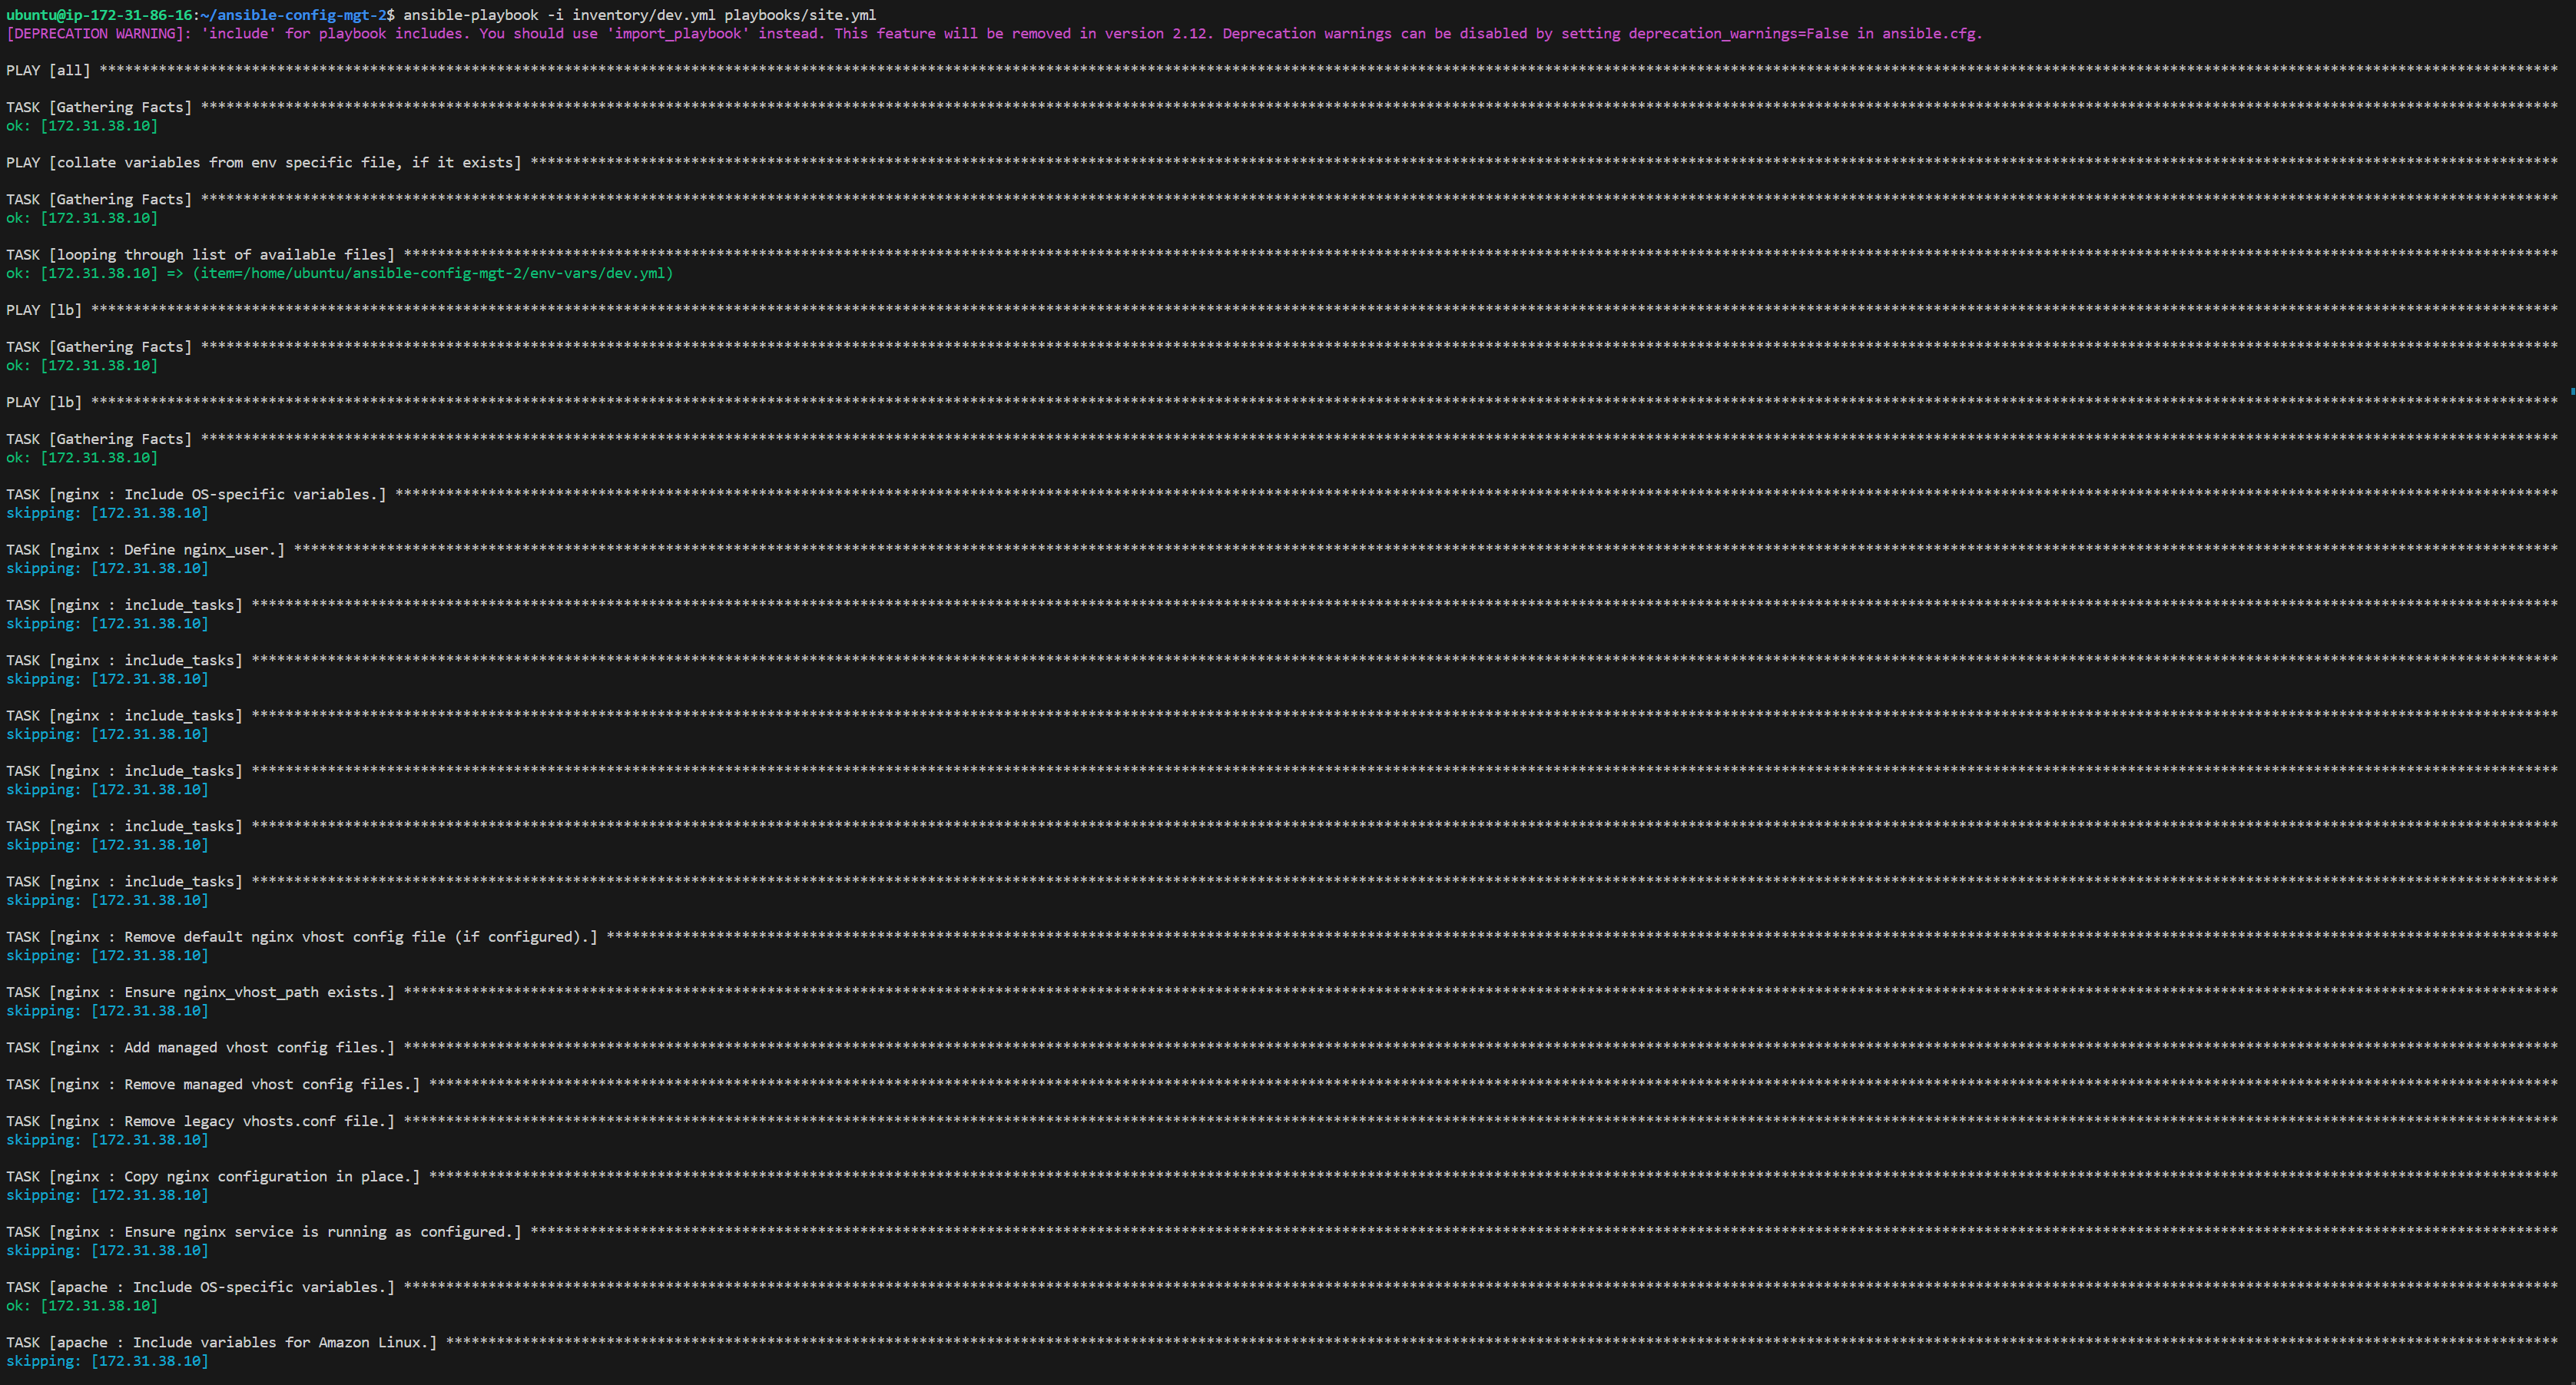 ubuntu@ip-172-31-86-16:~/ansible-config-mgt-2$ ansible-playbook -i inventory/dev.yml playbooks/site.yml
[DEPRECATION WARNING]: 'include' for playbook includes. You should use 'import_playbook' instead. This feature will be removed in version 2.12. Deprecation warnings can be disabled by setting deprecation_warnings=False in ansible.cfg.
PLAY [all] ****************************************
TASK [Gathering Facts] ****************************************
ok: [172.31.38.10]
PLAY [collate variables from env specific file, if it exists] ****************************************
TASK [Gathering Facts] ****************************************
ok: [172.31.38.10]
TASK [looping through list of available files] ****************************************
ok: [172.31.38.10] => (item=/home/ubuntu/ansible-config-mgt-2/env-vars/dev.yml)
PLAY [lb] ****************************************
TASK [Gathering Facts] ****************************************
ok: [172.31.38.10]
PLAY [lb] ****************************************
TASK [Gathering Facts] ****************************************
ok: [172.31.38.10]
TASK [nginx : Include OS-specific variables.] ****************************************
skipping: [172.31.38.10]
TASK [nginx : Define nginx_user.] ****************************************
skipping: [172.31.38.10]
TASK [nginx : include_tasks] ****************************************
skipping: [172.31.38.10]
TASK [nginx : include_tasks] ****************************************
skipping: [172.31.38.10]
TASK [nginx : include_tasks] ****************************************
skipping: [172.31.38.10]
TASK [nginx : include_tasks] ****************************************
skipping: [172.31.38.10]
TASK [nginx : include_tasks] ****************************************
skipping: [172.31.38.10]
TASK [nginx : include_tasks] ****************************************
skipping: [172.31.38.10]
TASK [nginx : Remove default nginx vhost config file (if configured).] ****************************************
skipping: [172.31.38.10]
TASK [nginx : Ensure nginx_vhost_path exists.] ****************************************
skipping: [172.31.38.10]
TASK [nginx : Add managed vhost config files.] ****************************************
TASK [nginx : Remove managed vhost config files.] ****************************************
TASK [nginx : Remove legacy vhosts.conf file.] ****************************************
skipping: [172.31.38.10]
TASK [nginx : Copy nginx configuration in place.] ****************************************
skipping: [172.31.38.10]
TASK [nginx : Ensure nginx service is running as configured.] ****************************************
skipping: [172.31.38.10]
TASK [apache : Include OS-specific variables.] ****************************************
ok: [172.31.38.10]
TASK [apache : Include variables for Amazon Linux.] ****************************************
skipping: [172.31.38.10]